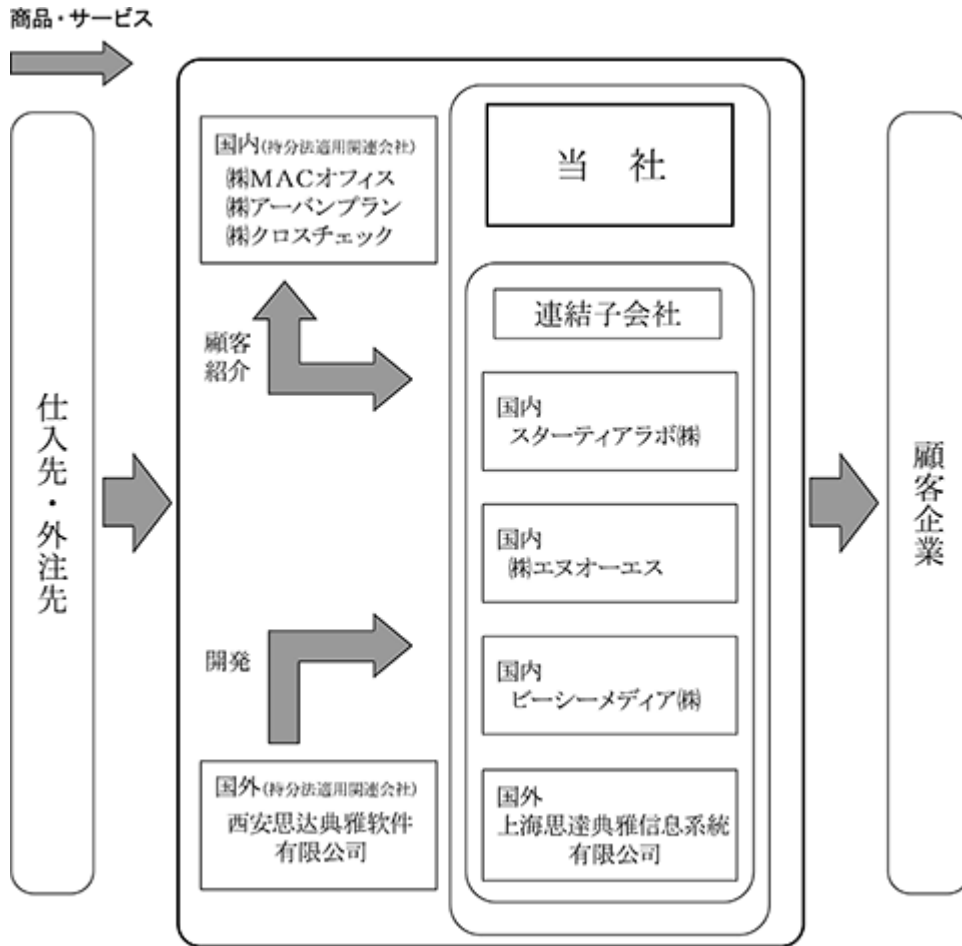 商品・サービス
仕入先・外注先
国内(持分法適用関連会社)
㈱MACオフィス
㈱アーバンプラン
㈱クロスチェック
顧客
紹介
開発
国外(持分法適用関連会社)
西安思达典雅软件
有限公司
当 社
連結子会社
国内
スターティアラボ㈱
国内
㈱エヌオーエス
国内
ビーシーメディア㈱
国外
上海思達典雅信息系統
有限公司
顧客企業